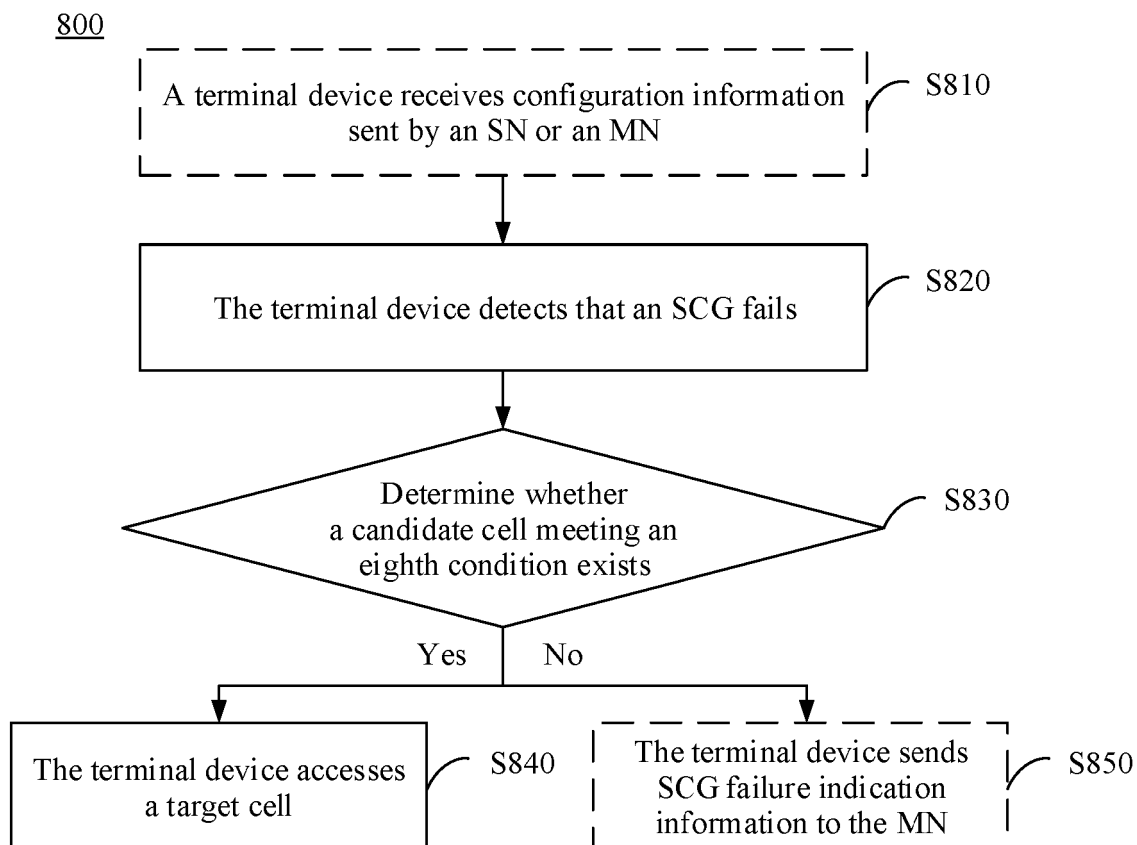 800
A terminal device receives configuration information
sent by an SN or an MN
S810
The terminal device detects that an SCG fails
S820
Determine whether
a candidate cell meeting an
eighth condition exists
S830
Yes
No
The terminal device accesses
a target cell
S840
The terminal device sends
SCG failure indication
information to the MN
S850